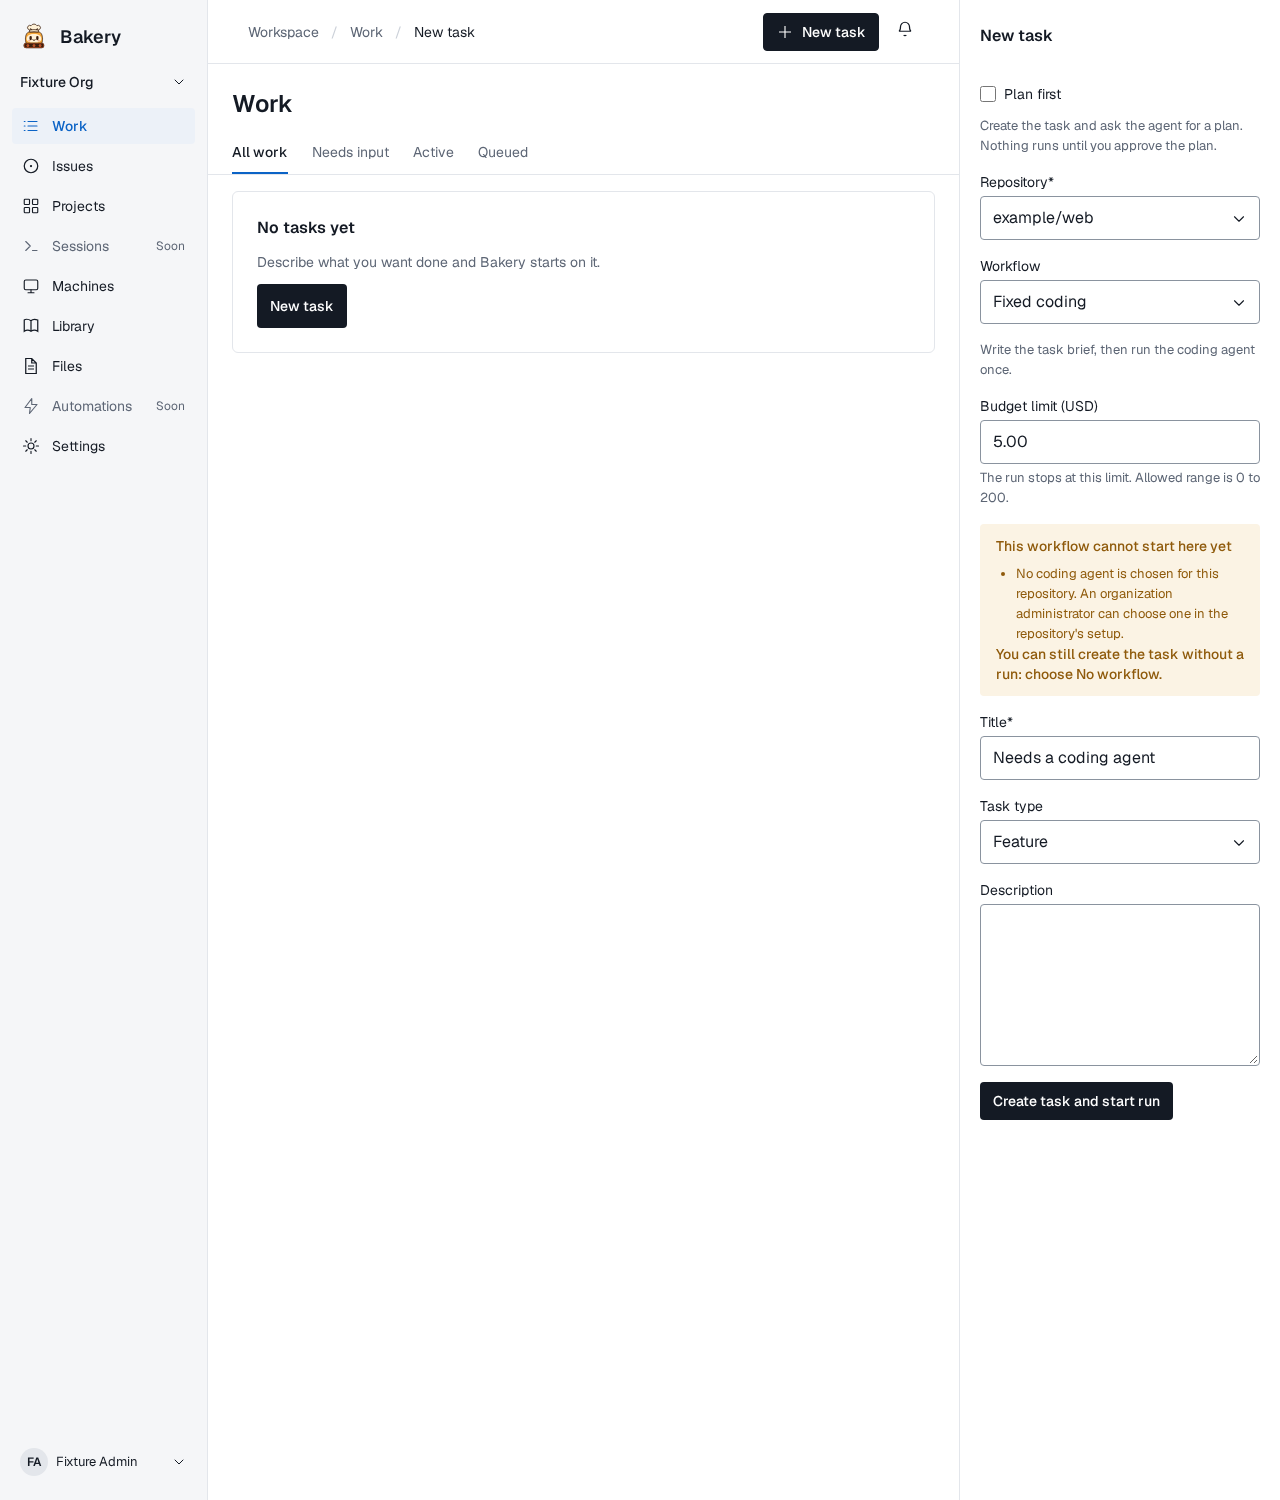 Bakery
Fixture Org
Work
Issues
Projects
Sessions Soon
Machines
Library
Files
Automations Soon
Settings
FA Fixture Admin
Workspace / Work / New task
New task
Work
All work Needs input Active Queued
No tasks yet
Describe what you want done and Bakery starts on it.
New task
New task
Plan first
Create the task and ask the agent for a plan.
Nothing runs until you approve the plan.
Repository*
example/web
Workflow
Fixed coding
Write the task brief, then run the coding agent
once.
Budget limit (USD)
5.00
The run stops at this limit. Allowed range is 0 to
200.
This workflow cannot start here yet
• No coding agent is chosen for this
repository. An organization
administrator can choose one in the
repository's setup.
You can still create the task without a
run: choose No workflow.
Title*
Needs a coding agent
Task type
Feature
Description
Create task and start run